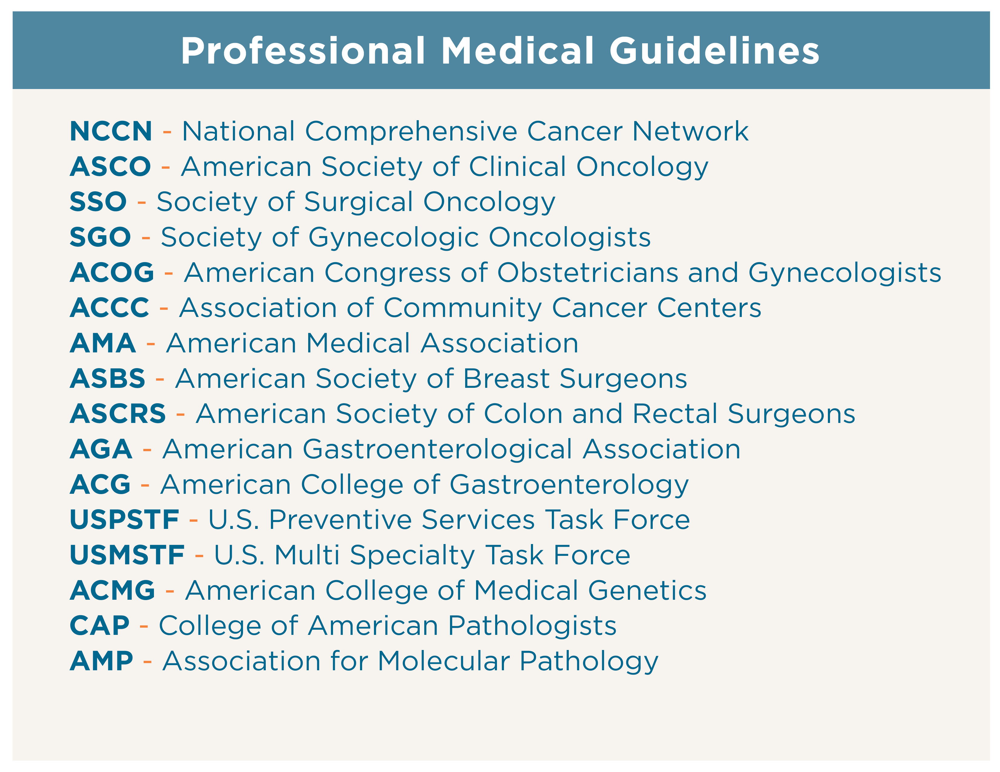 Professional Medical Guidelines
NCCN - National Comprehensive Cancer Network
ASCO - American Society of Clinical Oncology
SSO - Society of Surgical Oncology
SGO - Society of Gynecologic Oncologists
ACOG - American Congress of Obstetricians and Gynecologists
ACCC - Association of Community Cancer Centers
AMA - American Medical Association
ASBS - American Society of Breast Surgeons
ASCRS - American Society of Colon and Rectal Surgeons
AGA - American Gastroenterological Association
ACG - American College of Gastroenterology
USPSTF - U.S. Preventive Services Task Force
USMSTF - U.S. Multi Specialty Task Force
ACMG - American College of Medical Genetics
CAP - College of American Pathologists
AMP - Association for Molecular Pathology